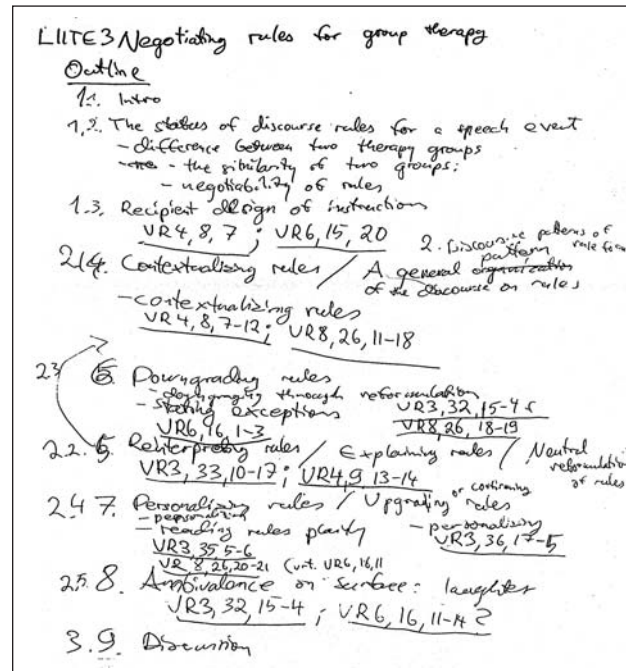 LIITE 3 Negotiating rules for group therapy
Outline
1.1. Intro
1.2. The status of discourse rules for a speech event
- difference between two therapy groups
- the similarity of two groups:
- negotiability of rules
1.3. Recipient design of instructions
VR4, 8, 7 ; VR6, 15, 20
2. Discoursive patterns of rule
2.1 4. Contextualizing rules / A general organization pattern
of the discourse on rules
- contextualizing rules
VR4, 8, 7-12; VR8, 26, 11-18
2.3 6. Downgrading rules
- downgrading through reformulation
- stating exceptions
VR3, 32, 15-4
VR6, 16, 1-3
VR8, 26, 18-19
2.2. 5. Reinterpreting rules / Explaining rules / Neutral reformulation of rules
VR3, 33, 10-17; VR4, 9, 13-14
2.4 7. Personalizing rules / Upgrading or confirming rules
- personalizing
- reading rules plainly
- personalizing
VR3, 36, 17-5
VR3, 35, 5-6
VR 8, 26, 20-21 (vrt. VR6, 16, 11
2.5. 8. Ambivalence on surface: laughter
VR3, 32, 15-4 ; VR6, 16, 11-14 ?
3. 9. Discussion